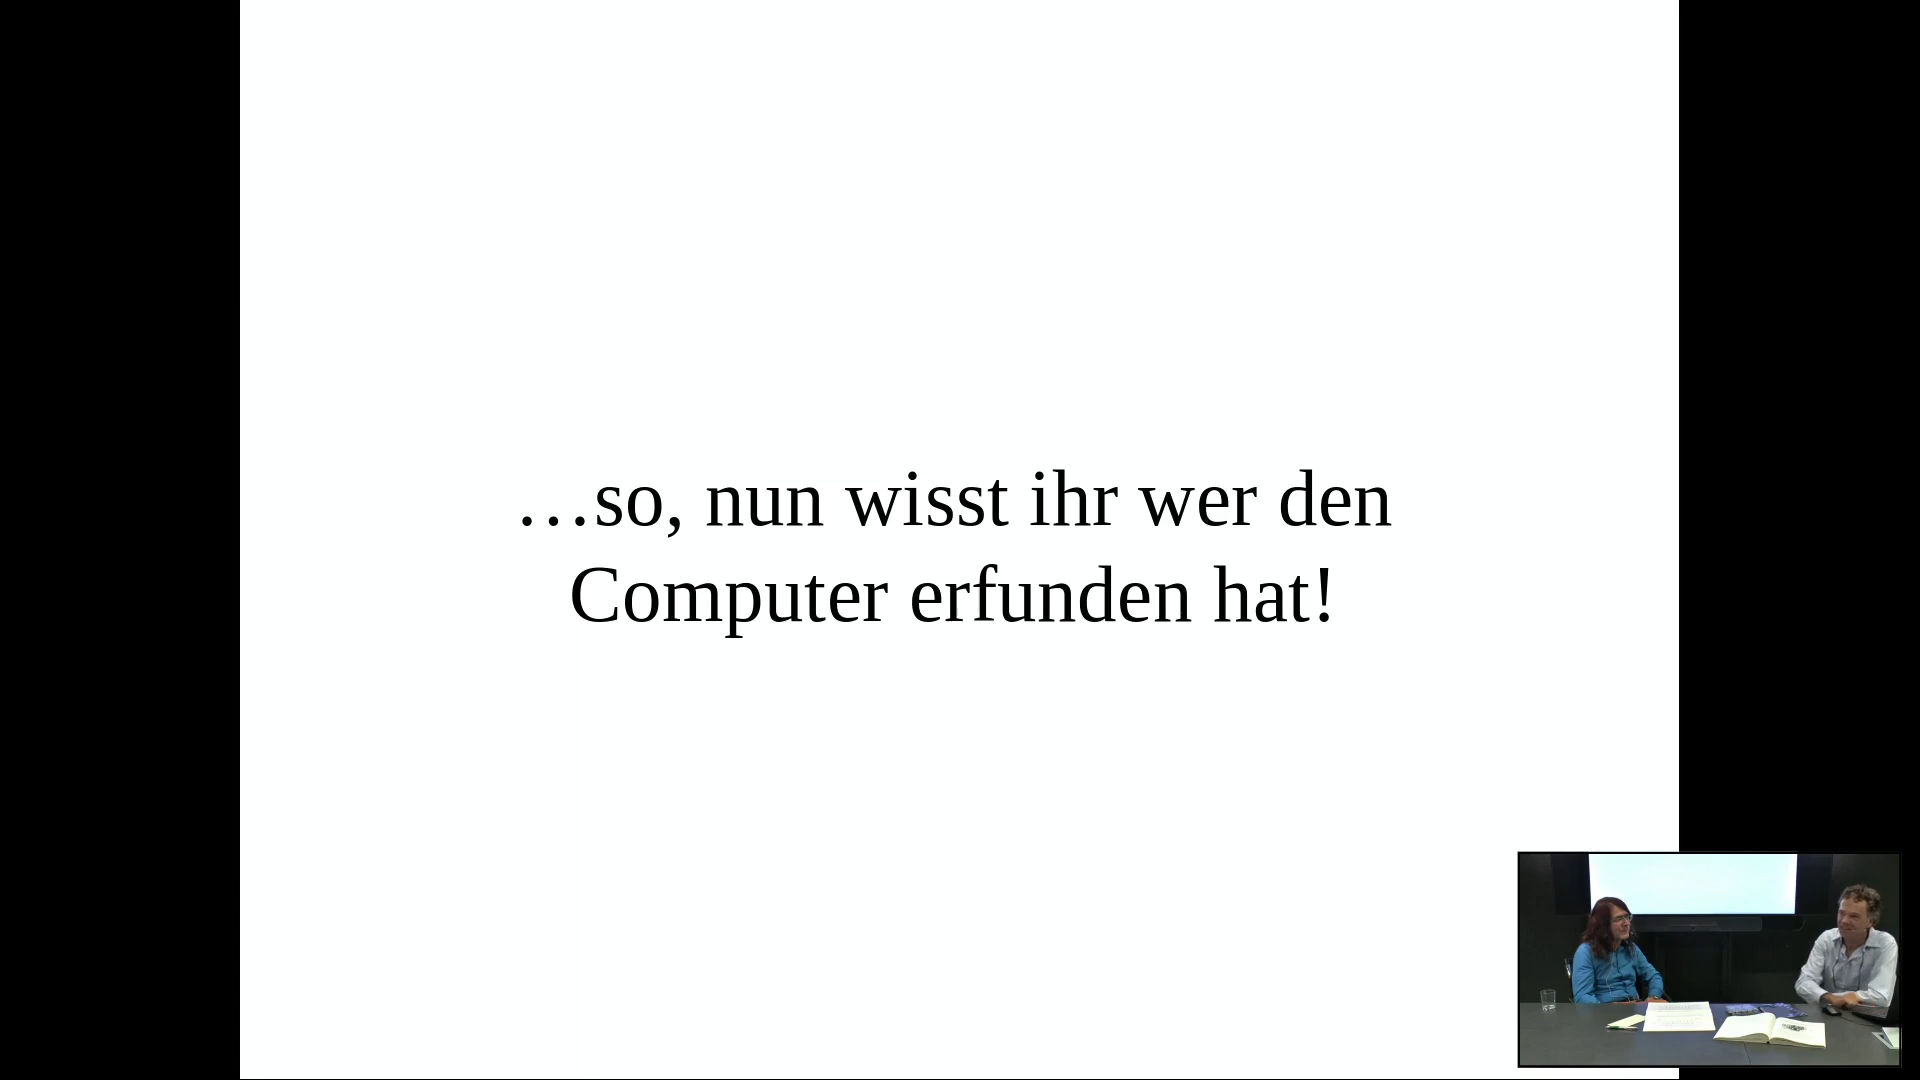 …so, nun wisst ihr wer den
Computer erfunden hat!